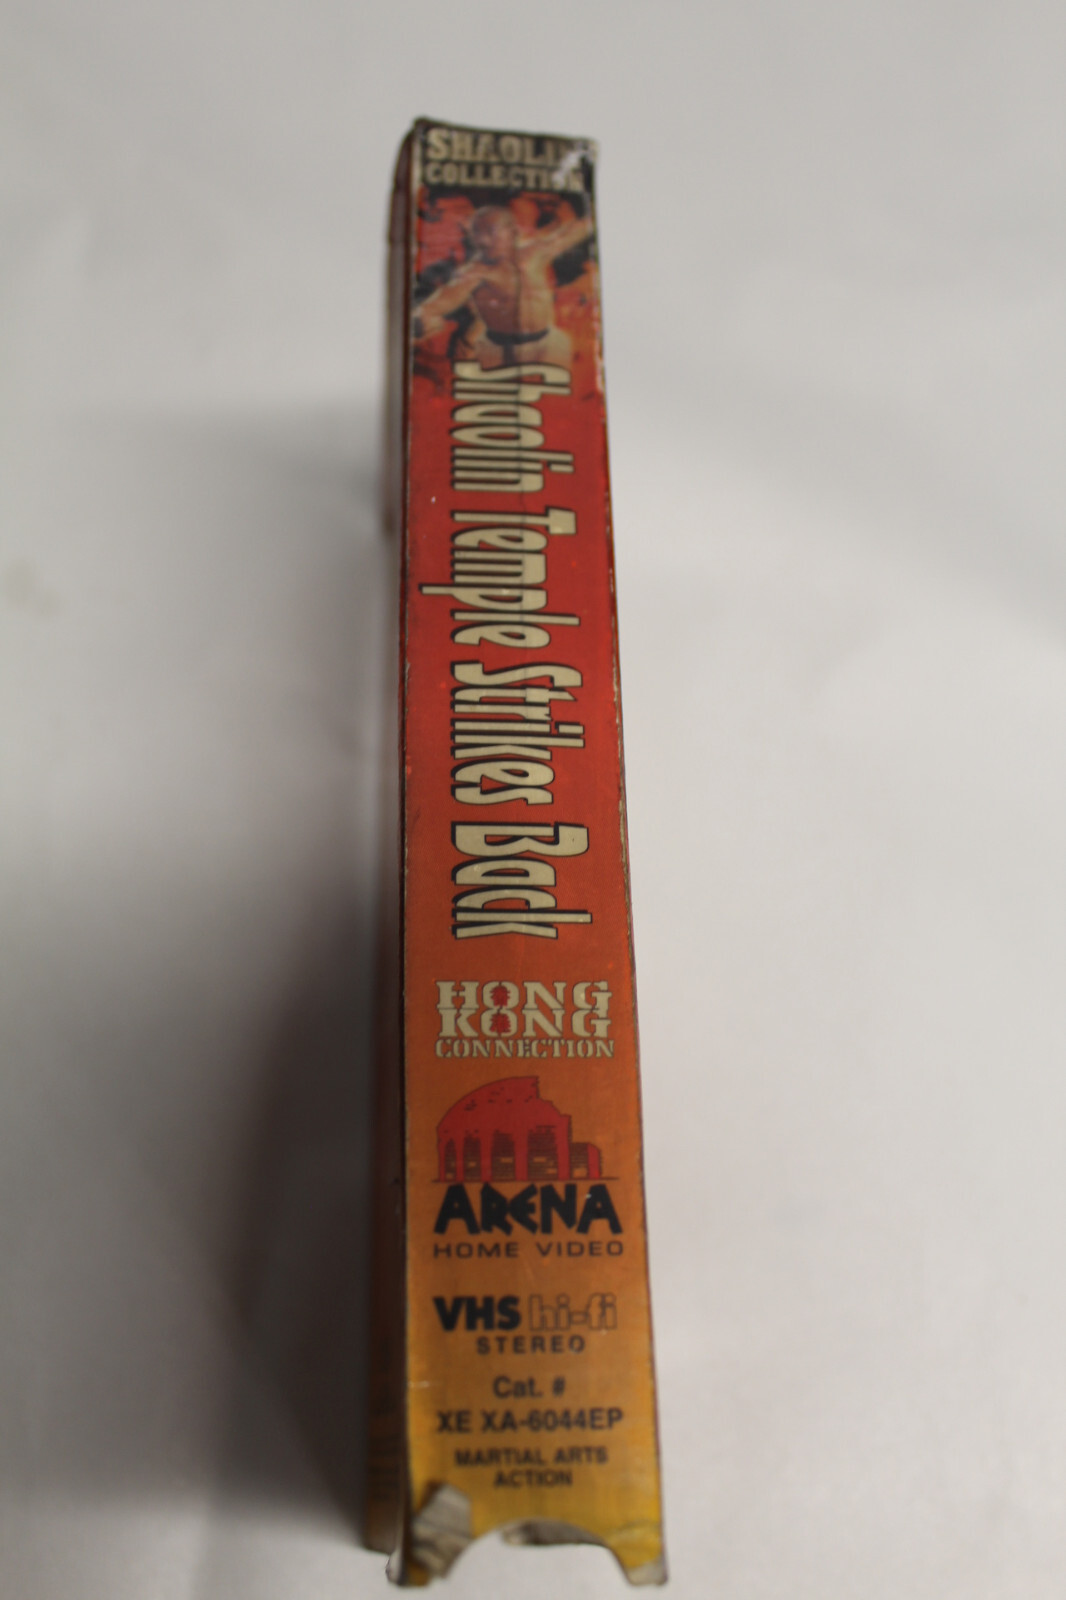 SHAOLIN
COLLECTION
Shaolin Temple Strikes Back
HONG
KONG
CONNECTION
ARENA
HOME VIDEO
VHS hi-fi
STEREO
Cat. #
XE XA-6044EP
MARTIAL ARTS
ACTION